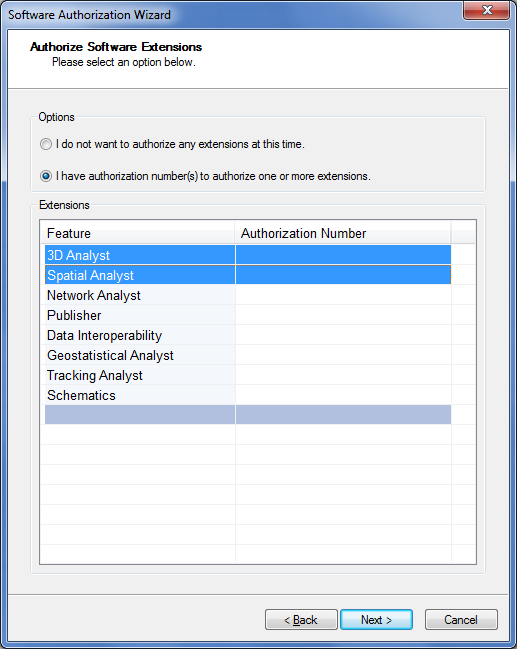 Software Authorization Wizard
Authorize Software Extensions
Please select an option below.
Options
I do not want to authorize any extensions at this time.
I have authorization number(s) to authorize one or more extensions.
Extensions
Feature Authorization Number
3D Analyst
Spatial Analyst
Network Analyst
Publisher
Data Interoperability
Geostatistical Analyst
Tracking Analyst
Schematics
< Back Next > Cancel